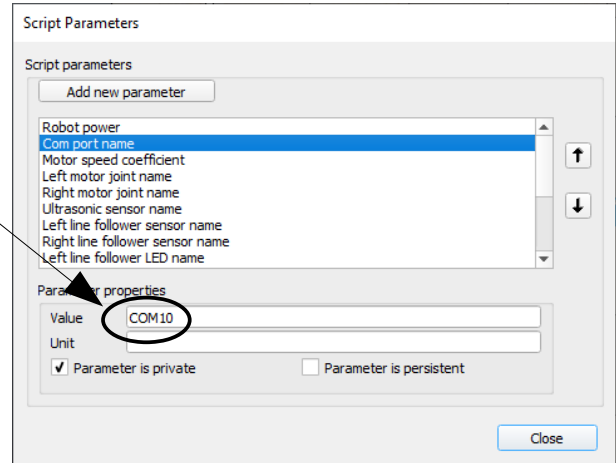 Script Parameters
Script parameters
Add new parameter
Robot power
Com port name
Motor speed coefficient
Left motor joint name
Right motor joint name
Ultrasonic sensor name
Left line follower sensor name
Right line follower sensor name
Left line follower LED name
Parameter properties
Value COM10
Unit
Parameter is private Parameter is persistent
Close